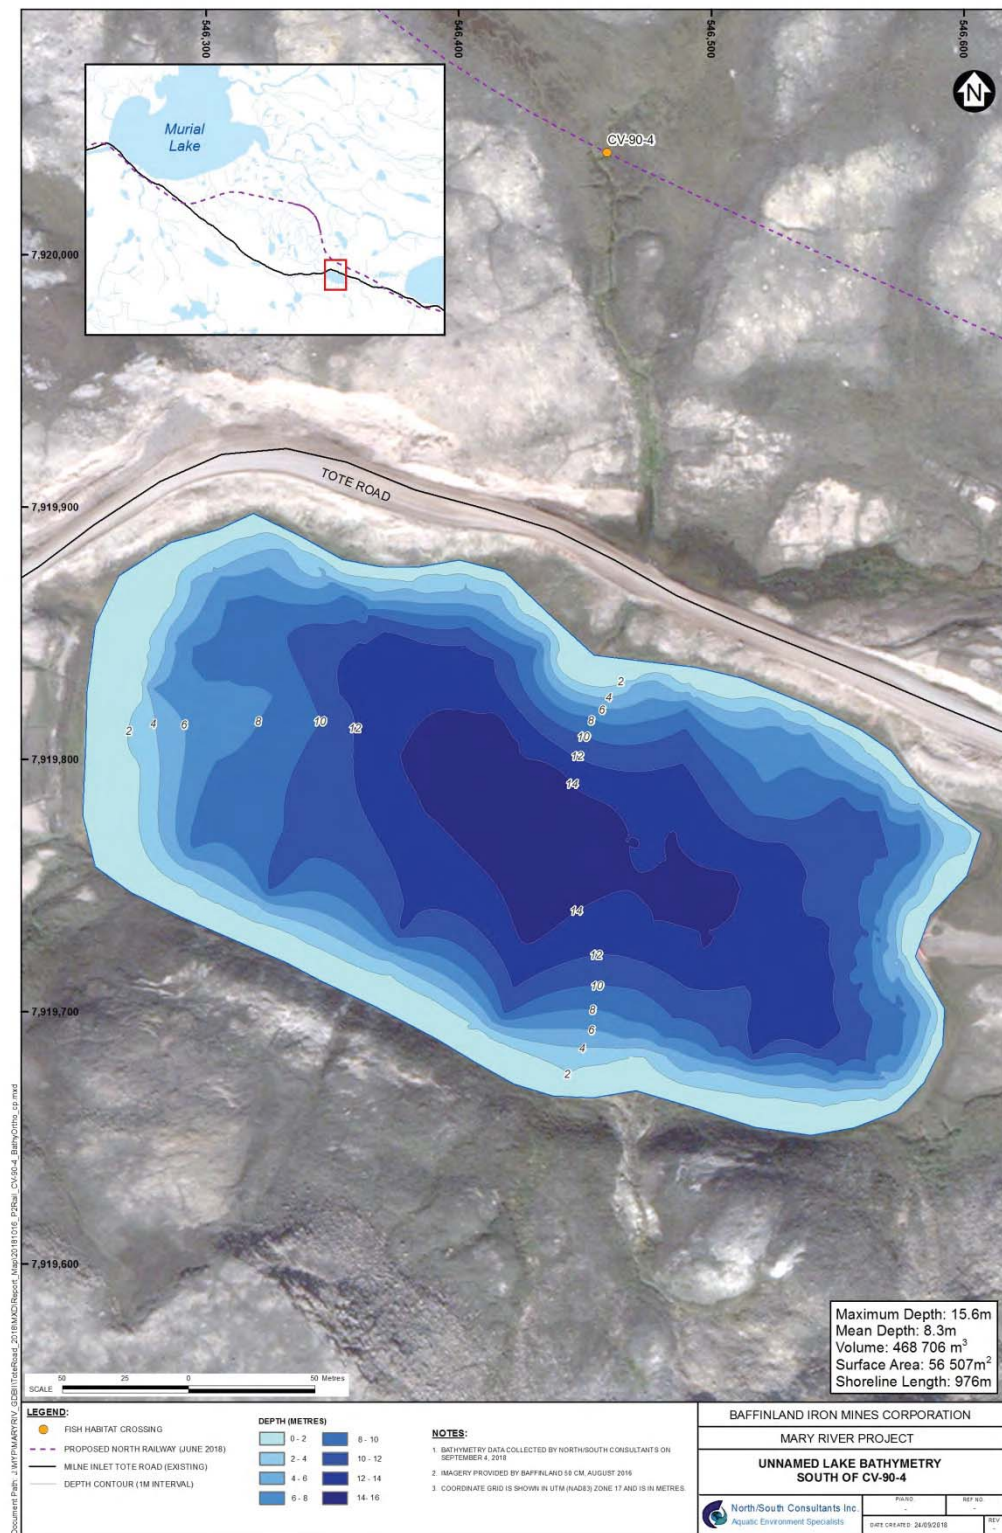 546,300
546,400
546,500
546,600
N
Murial
Lake
CV-90-4
7,920,000
7,919,900
TOTE ROAD
2
4
6
8
10
12
14
2
4
6
8
10
12
7,919,800
14
12
10
8
6
4
2
7,919,700
7,919,600
Maximum Depth: 15.6m
Mean Depth: 8.3m
Volume: 468 706 m³
Surface Area: 56 507m²
Shoreline Length: 976m
SCALE
50 25 0 50 Metres
LEGEND:
FISH HABITAT CROSSING
PROPOSED NORTH RAILWAY (JUNE 2018)
MILNE INLET TOTE ROAD (EXISTING)
DEPTH CONTOUR (1M INTERVAL)
DEPTH (METRES)
0 - 2
2 - 4
4 - 6
6 - 8
8 - 10
10 - 12
12 - 14
14 - 16
NOTES:
1. BATHYMETRY DATA COLLECTED BY NORTH/SOUTH CONSULTANTS ON
SEPTEMBER 4, 2018
2. IMAGERY PROVIDED BY BAFFINLAND 50 CM, AUGUST 2016
3. COORDINATE GRID IS SHOWN IN UTM (NAD83) ZONE 17 AND IS IN METRES
BAFFINLAND IRON MINES CORPORATION
MARY RIVER PROJECT
UNNAMED LAKE BATHYMETRY
SOUTH OF CV-90-4
North/South Consultants Inc.
Aquatic Environment Specialists
P/A NO.
-
REF NO.
-
DATE CREATED: 24/09/2018
REV